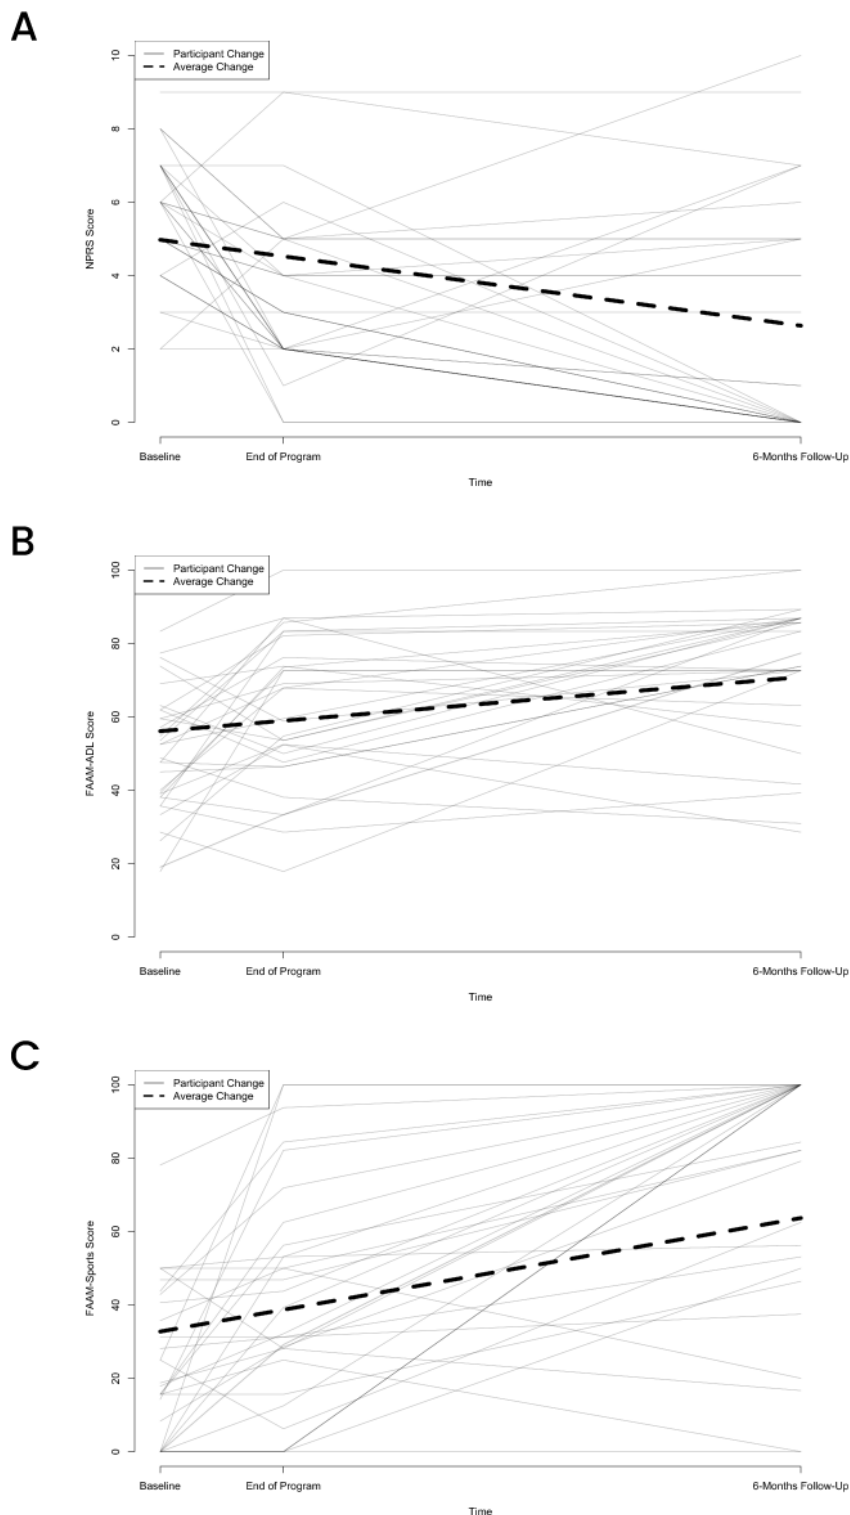 A
Participant Change
Average Change
10
8
6
4
2
0
NPRS Score
Baseline
End of Program
6-Months Follow-Up
Time
B
Participant Change
Average Change
100
80
60
40
20
0
FAAM-ADL Score
Baseline
End of Program
6-Months Follow-Up
Time
C
Participant Change
Average Change
100
80
60
40
20
0
FAAM-Sports Score
Baseline
End of Program
6-Months Follow-Up
Time